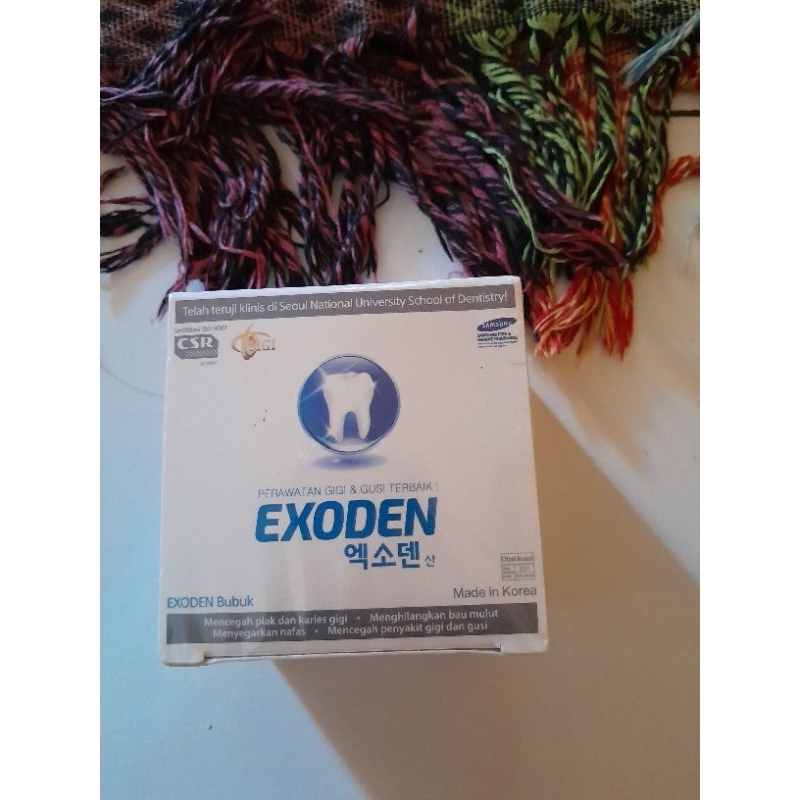 Telah teruji klinis di Seoul National University School of Dentistry!
CSR
GIGI
SAMSUNG
PERAWATAN GIGI & GUSI TERBAIK !
EXODEN
엑소덴 산
EXODEN Bubuk
Made in Korea
Mencegah plak dan karies gigi • Menghilangkan bau mulut
Menyegarkan nafas • Mencegah penyakit gigi dan gusi